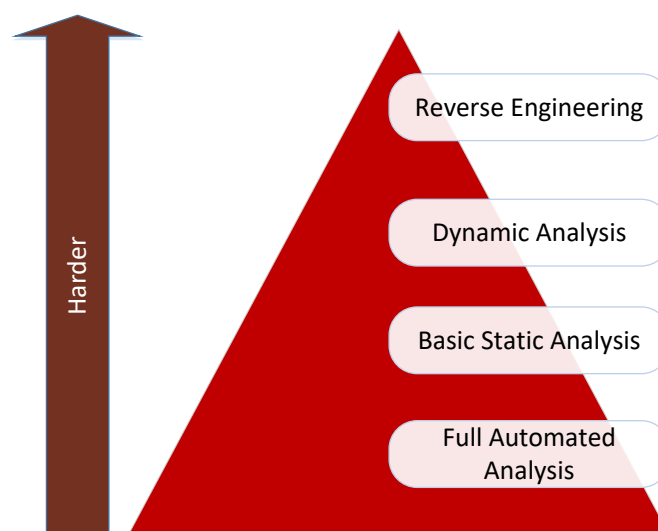 Reverse Engineering
Dynamic Analysis
Harder
Basic Static Analysis
Full Automated
Analysis